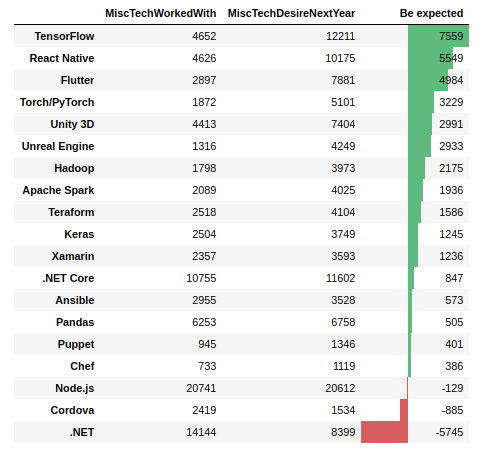 MiscTechWorkedWith MiscTechDesireNextYear Be expected
TensorFlow 4652 12211 7559
React Native 4626 10175 5549
Flutter 2897 7881 4984
Torch/PyTorch 1872 5101 3229
Unity 3D 4413 7404 2991
Unreal Engine 1316 4249 2933
Hadoop 1798 3973 2175
Apache Spark 2089 4025 1936
Teraform 2518 4104 1586
Keras 2504 3749 1245
Xamarin 2357 3593 1236
.NET Core 10755 11602 847
Ansible 2955 3528 573
Pandas 6253 6758 505
Puppet 945 1346 401
Chef 733 1119 386
Node.js 20741 20612 -129
Cordova 2419 1534 -885
.NET 14144 8399 -5745